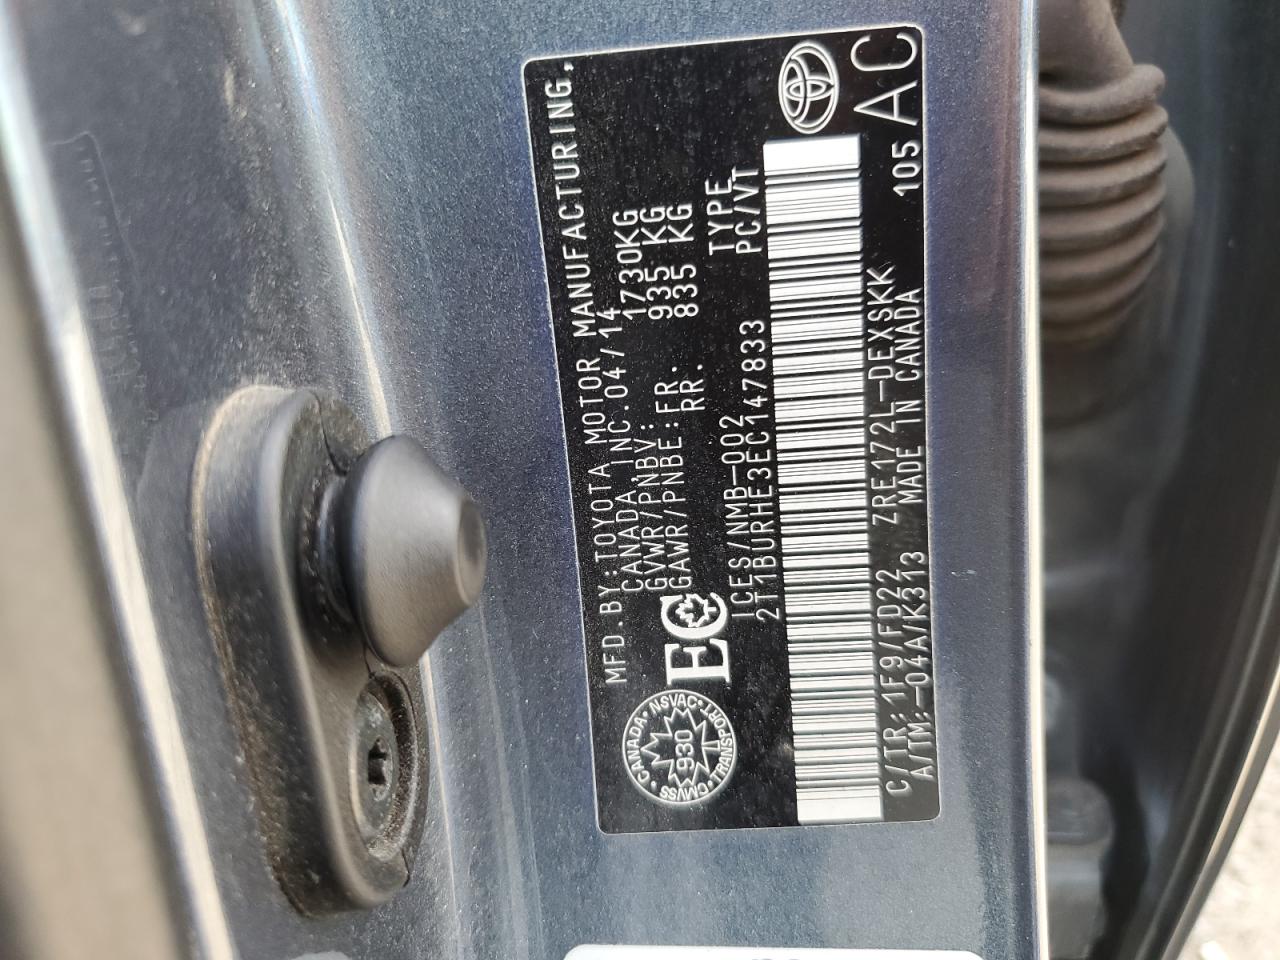 MFD.BY:TOYOTA MOTOR MANUFACTURING,
CANADA INC.04/14
GVWR/PNBV: 1730KG
GAWR/PNBE:FR. 935 KG
RR. 835 KG
EC
ICES/NMB-002 TYPE
2T1BURHE3EC147833 PC/VT
CANADA • NSVAC • TRANSPORT • CMVSS •
930
C/TR:1F9/FD22 ZRE172L-DEXSKK 105
A/TM:-04A/K313 MADE IN CANADA
AC